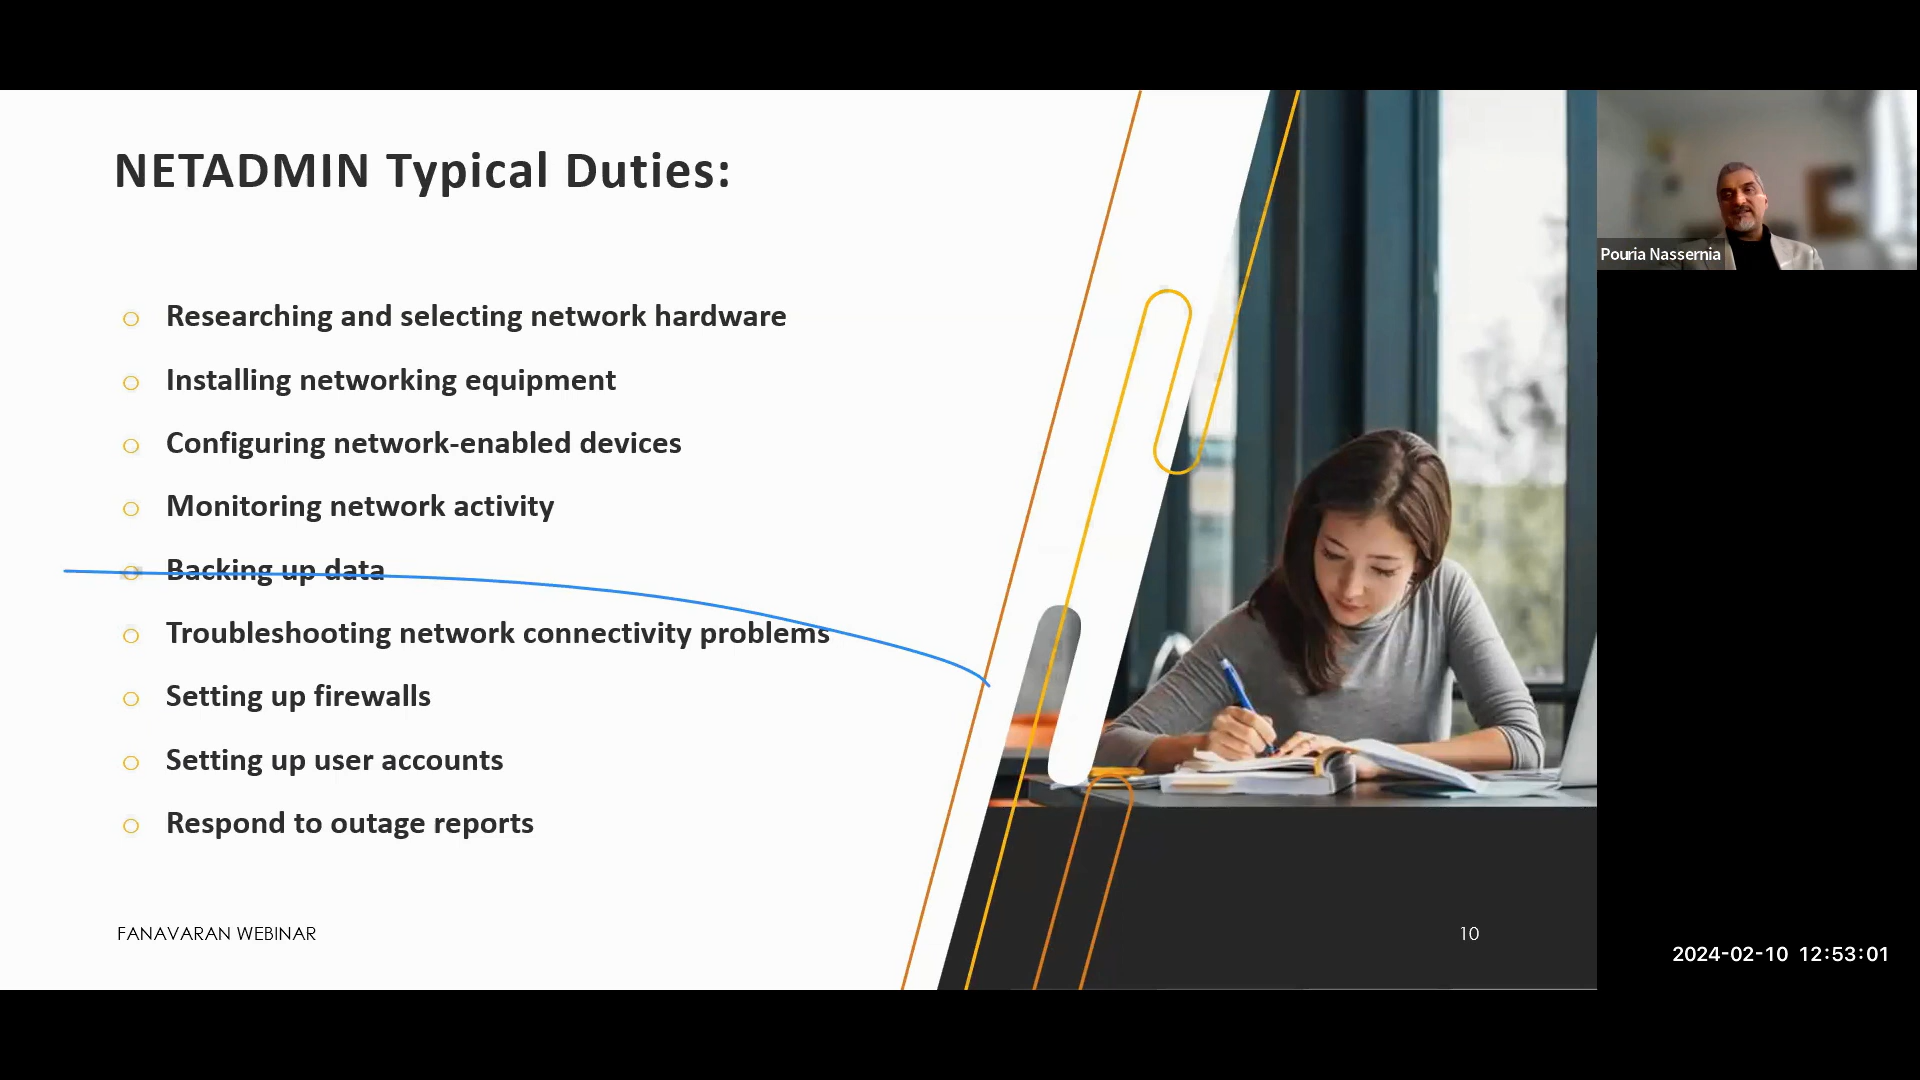 NETADMIN Typical Duties:
Researching and selecting network hardware
Installing networking equipment
Configuring network-enabled devices
Monitoring network activity
Backing up data
Troubleshooting network connectivity problems
Setting up firewalls
Setting up user accounts
Respond to outage reports
FANAVARAN WEBINAR
10
Pouria Nassernia
2024-02-10 12:53:01